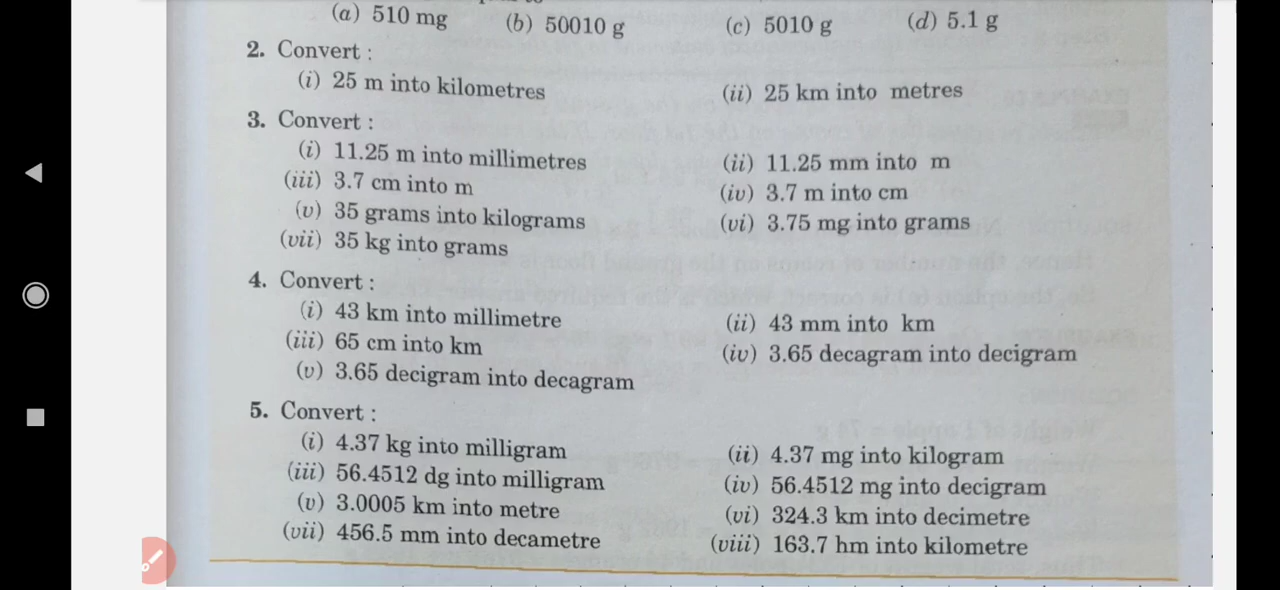 (a) 510 mg (b) 50010 g (c) 5010 g (d) 5.1 g
2. Convert :
(i) 25 m into kilometres (ii) 25 km into metres
3. Convert :
(i) 11.25 m into millimetres (ii) 11.25 mm into m
(iii) 3.7 cm into m (iv) 3.7 m into cm
(v) 35 grams into kilograms (vi) 3.75 mg into grams
(vii) 35 kg into grams
4. Convert :
(i) 43 km into millimetre (ii) 43 mm into km
(iii) 65 cm into km (iv) 3.65 decagram into decigram
(v) 3.65 decigram into decagram
5. Convert :
(i) 4.37 kg into milligram (ii) 4.37 mg into kilogram
(iii) 56.4512 dg into milligram (iv) 56.4512 mg into decigram
(v) 3.0005 km into metre (vi) 324.3 km into decimetre
(vii) 456.5 mm into decametre (viii) 163.7 hm into kilometre